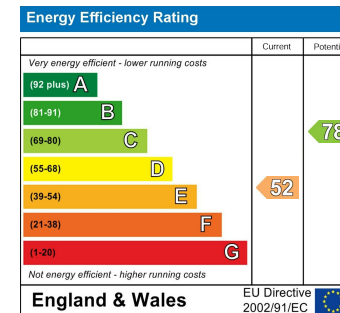 Energy Efficiency Rating
Current Potenti
Very energy efficient - lower running costs
(92 plus) A
(81-91) B
(69-80) C
78
(55-68) D
(39-54) E
52
(21-38) F
(1-20) G
Not energy efficient - higher running costs
England & Wales
EU Directive
2002/91/EC